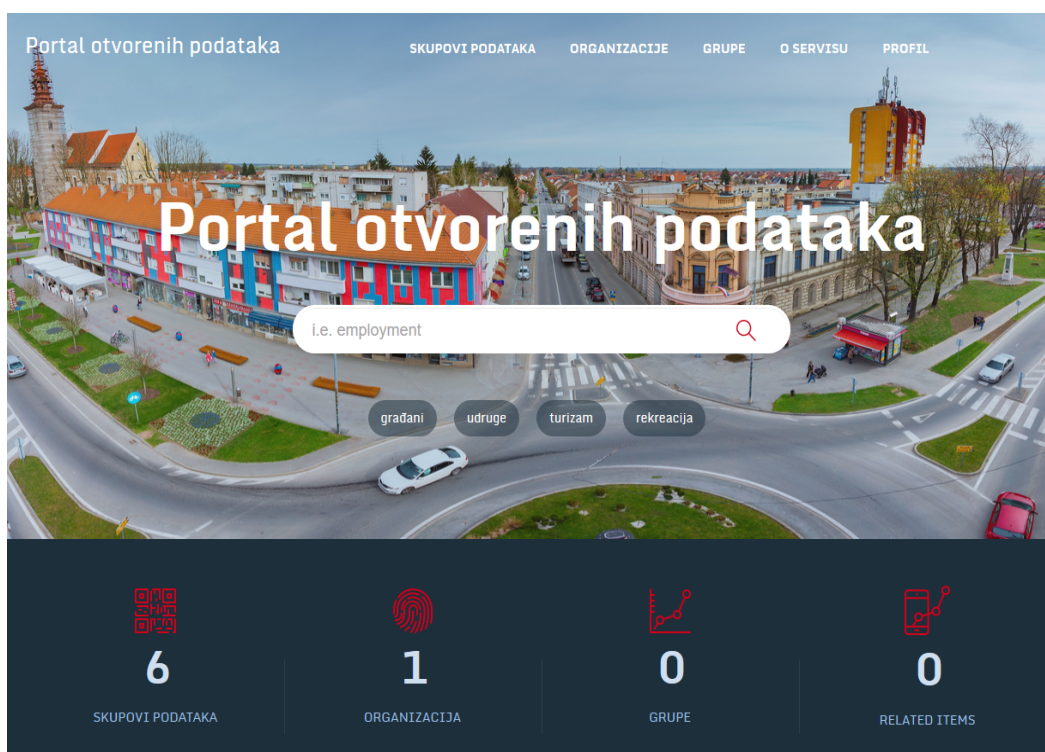 Portal otvorenih podataka
SKUPOVI PODATAKA ORGANIZACIJE GRUPE O SERVISU PROFIL
Portal otvorenih podataka
i.e. employment
građani udruge turizam rekreacija
6 1 0 0
SKUPOVI PODATAKA ORGANIZACIJA GRUPE RELATED ITEMS